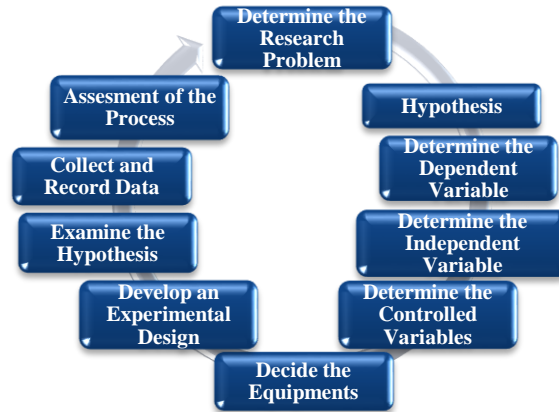 Determine the
Research
Problem
Hypothesis
Determine the
Dependent
Variable
Determine the
Independent
Variable
Determine the
Controlled
Variables
Decide the
Equipments
Develop an
Experimental
Design
Examine the
Hypothesis
Collect and
Record Data
Assesment of the
Process